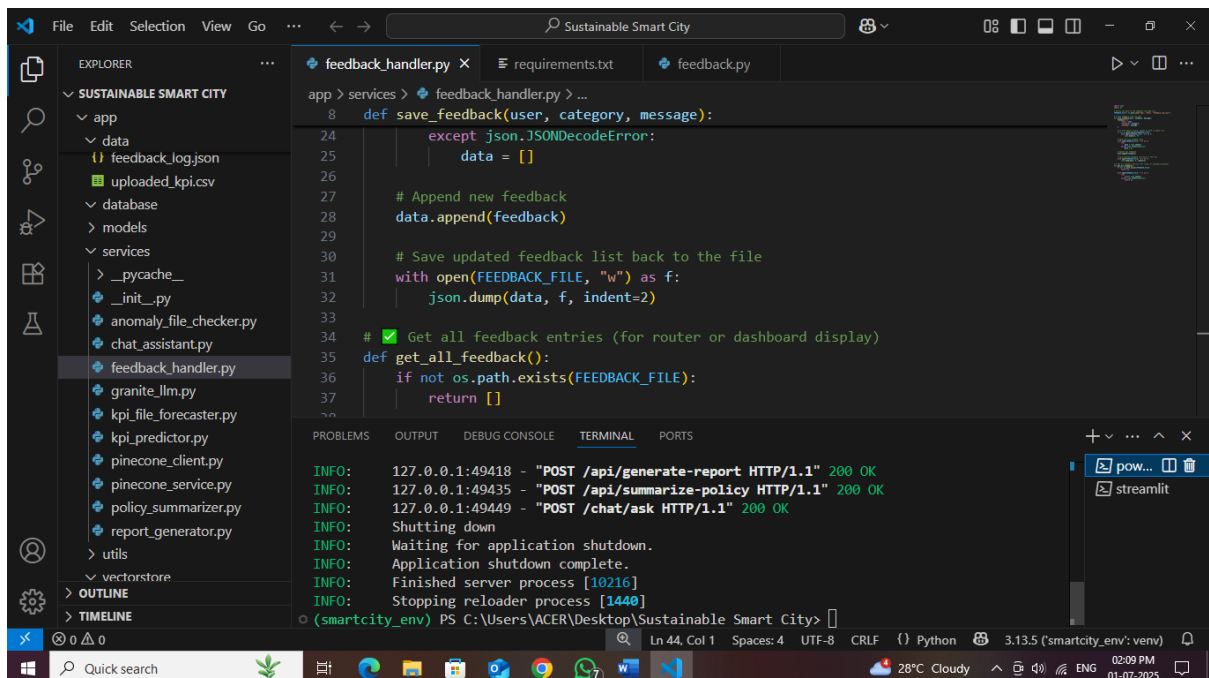 File Edit Selection View Go ··· Sustainable Smart City
EXPLORER ···
SUSTAINABLE SMART CITY
app
data
{} feedback_log.json
uploaded_kpi.csv
database
models
services
__pycache__
__init__.py
anomaly_file_checker.py
chat_assistant.py
feedback_handler.py
granite_llm.py
kpi_file_forecaster.py
kpi_predictor.py
pinecone_client.py
pinecone_service.py
policy_summarizer.py
report_generator.py
utils
vectorstore
OUTLINE
TIMELINE
feedback_handler.py requirements.txt feedback.py
app > services > feedback_handler.py > ...
8 def save_feedback(user, category, message):
24 except json.JSONDecodeError:
25 data = []
26
27 # Append new feedback
28 data.append(feedback)
29
30 # Save updated feedback list back to the file
31 with open(FEEDBACK_FILE, "w") as f:
32 json.dump(data, f, indent=2)
33
34 # ✅ Get all feedback entries (for router or dashboard display)
35 def get_all_feedback():
36 if not os.path.exists(FEEDBACK_FILE):
37 return []
PROBLEMS OUTPUT DEBUG CONSOLE TERMINAL PORTS
INFO: 127.0.0.1:49418 - "POST /api/generate-report HTTP/1.1" 200 OK
INFO: 127.0.0.1:49435 - "POST /api/summarize-policy HTTP/1.1" 200 OK
INFO: 127.0.0.1:49449 - "POST /chat/ask HTTP/1.1" 200 OK
INFO: Shutting down
INFO: Waiting for application shutdown.
INFO: Application shutdown complete.
INFO: Finished server process [10216]
INFO: Stopping reloader process [1440]
(smartcity_env) PS C:\Users\ACER\Desktop\Sustainable Smart City>
pow...
streamlit
0 0 Ln 44, Col 1 Spaces: 4 UTF-8 CRLF {} Python 3.13.5 ('smartcity_env': venv)
Quick search 28°C Cloudy ENG 02:09 PM
01-07-2025